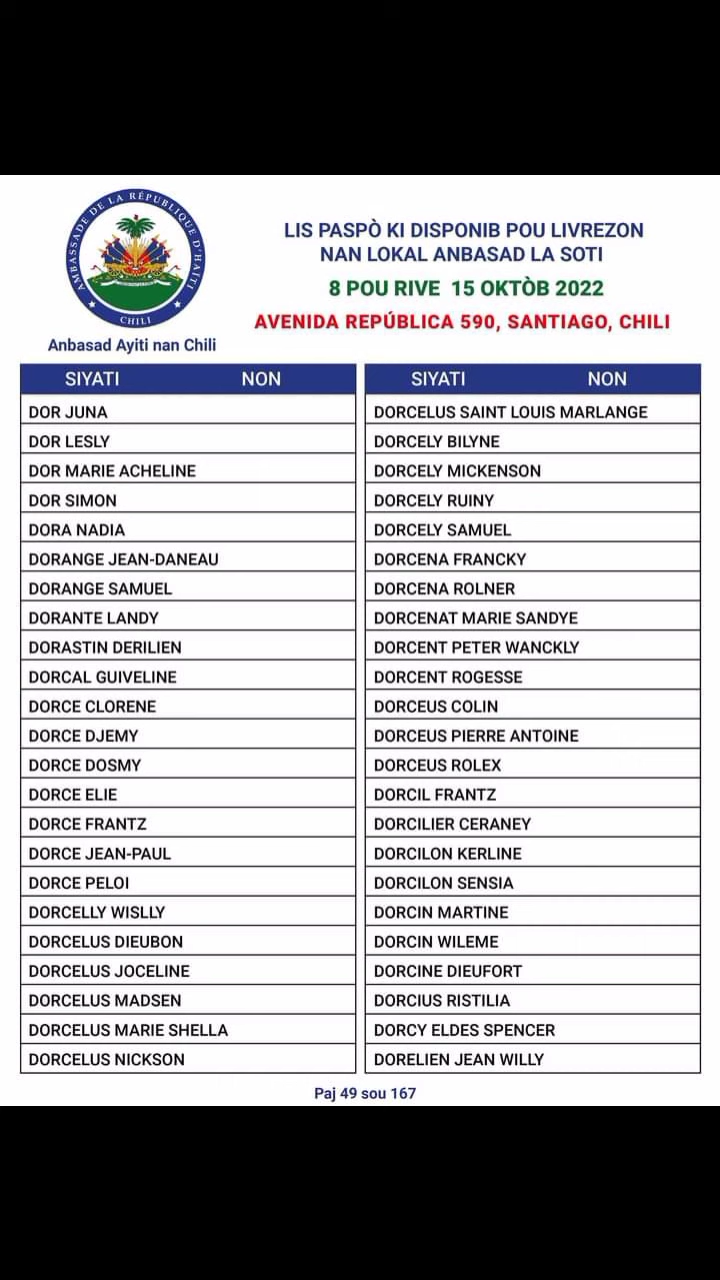 AMBASSADE DE LA RÉPUBLIQUE D'HAITI
CHILI
Anbasad Ayiti nan Chili
LIS PASPÒ KI DISPONIB POU LIVREZON
NAN LOKAL ANBASAD LA SOTI
8 POU RIVE 15 OKTÒB 2022
AVENIDA REPÚBLICA 590, SANTIAGO, CHILI
SIYATI NON
DOR JUNA
DOR LESLY
DOR MARIE ACHELINE
DOR SIMON
DORA NADIA
DORANGE JEAN-DANEAU
DORANGE SAMUEL
DORANTE LANDY
DORASTIN DERILIEN
DORCAL GUIVELINE
DORCE CLORENE
DORCE DJEMY
DORCE DOSMY
DORCE ELIE
DORCE FRANTZ
DORCE JEAN-PAUL
DORCE PELOI
DORCELLY WISLLY
DORCELUS DIEUBON
DORCELUS JOCELINE
DORCELUS MADSEN
DORCELUS MARIE SHELLA
DORCELUS NICKSON
SIYATI NON
DORCELUS SAINT LOUIS MARLANGE
DORCELY BILYNE
DORCELY MICKENSON
DORCELY RUINY
DORCELY SAMUEL
DORCENA FRANCKY
DORCENA ROLNER
DORCENAT MARIE SANDYE
DORCENT PETER WANCKLY
DORCENT ROGESSE
DORCEUS COLIN
DORCEUS PIERRE ANTOINE
DORCEUS ROLEX
DORCIL FRANTZ
DORCILIER CERANEY
DORCILON KERLINE
DORCILON SENSIA
DORCIN MARTINE
DORCIN WILEME
DORCINE DIEUFORT
DORCIUS RISTILIA
DORCY ELDES SPENCER
DORELIEN JEAN WILLY
Paj 49 sou 167